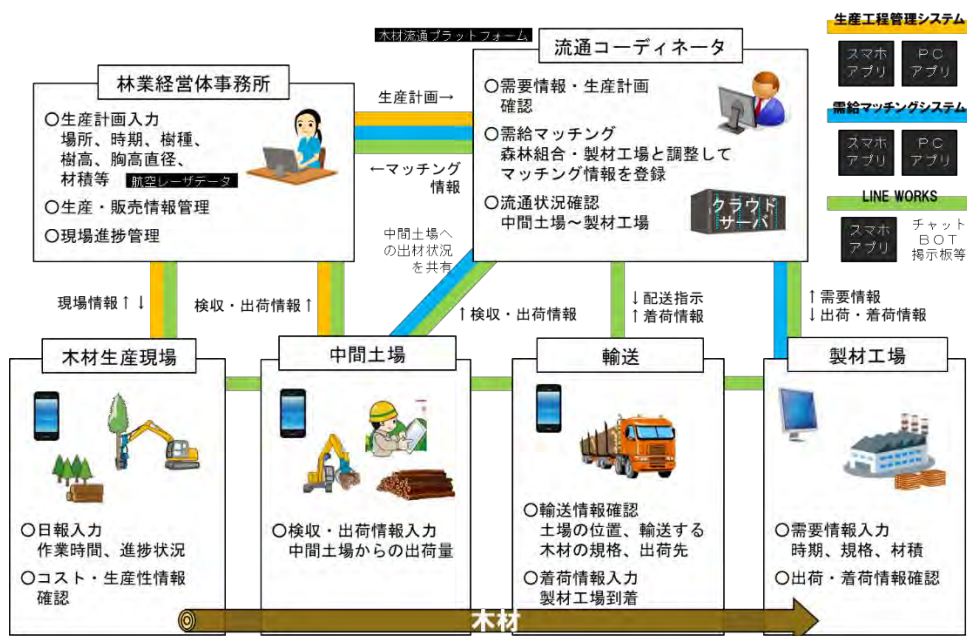 木材流通プラットフォーム
林業経営体事務所
○生産計画入力
場所、時期、樹種、
樹高、胸高直径、
材積等
航空レーザデータ
○生産・販売情報管理
○現場進捗管理
生産計画→
←マッチング
情報
流通コーディネータ
○需要情報・生産計画
確認
○需給マッチング
森林組合・製材工場と調整して
マッチング情報を登録
○流通状況確認
中間土場～製材工場
クラウド
サーバ
生産工程管理システム
スマホ
アプリ
PC
アプリ
需給マッチングシステム
スマホ
アプリ
PC
アプリ
LINE WORKS
スマホ
アプリ
チャット
BOT
掲示板等
中間土場へ
の出材状況
を共有
現場情報↑↓
検収・出荷情報↑
↑検収・出荷情報
↓配送指示
↑着荷情報
↑需要情報
↓出荷・着荷情報
木材生産現場
○日報入力
作業時間、進捗状況
○コスト・生産性情報
確認
中間土場
○検収・出荷情報入力
中間土場からの出荷量
輸送
○輸送情報確認
土場の位置、輸送する
木材の規格、出荷先
○着荷情報入力
製材工場到着
製材工場
○需要情報入力
時期、規格、材積
○出荷・着荷情報確認
木材